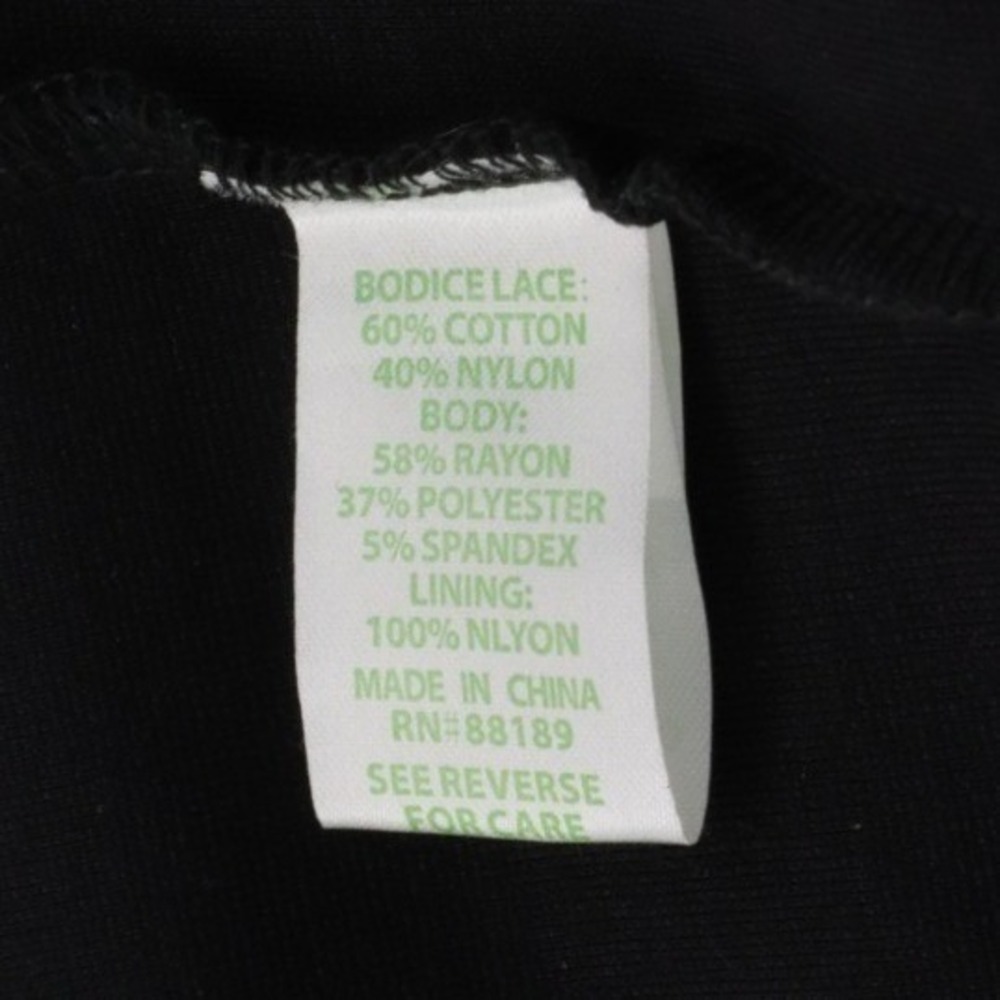 BODICE LACE:
60% COTTON
40% NYLON
BODY:
58% RAYON
37% POLYESTER
5% SPANDEX
LINING:
100% NLYON
MADE IN CHINA
RN#88189
SEE REVERSE
FOR CARE